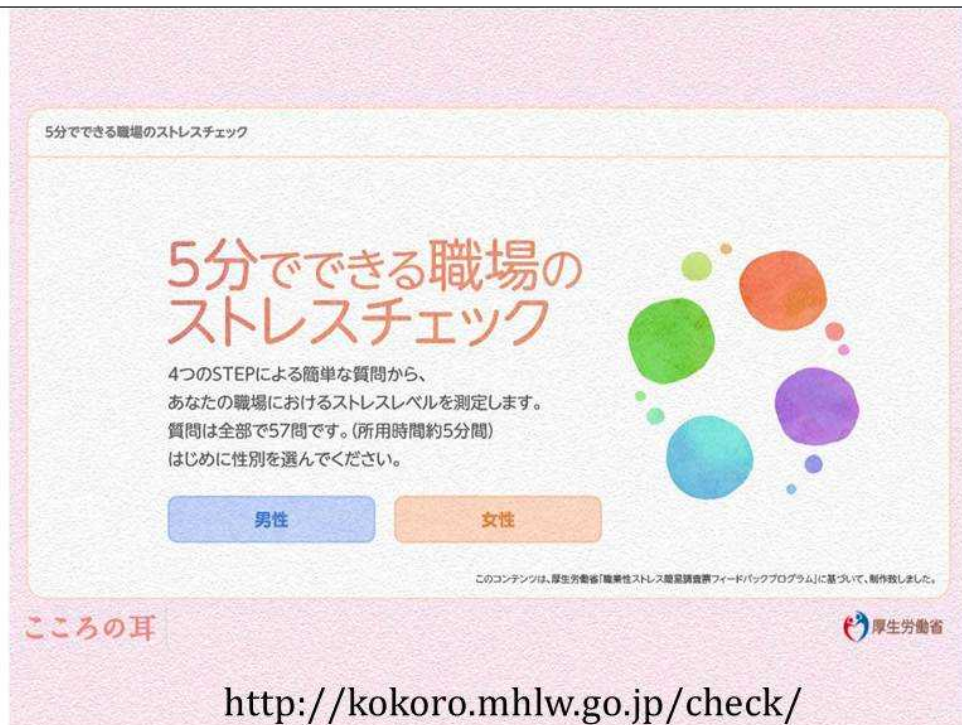 5分でできる職場のストレスチェック
5分でできる職場の
ストレスチェック
4つのSTEPによる簡単な質問から、
あなたの職場におけるストレスレベルを測定します。
質問は全部で57問です。(所用時間約5分間)
はじめに性別を選んでください。
男性
女性
このコンテンツは、厚生労働省「職業性ストレス簡易調査票フィードバックプログラム」に基づいて、制作致しました。
こころの耳
厚生労働省
http://kokoro.mhlw.go.jp/check/